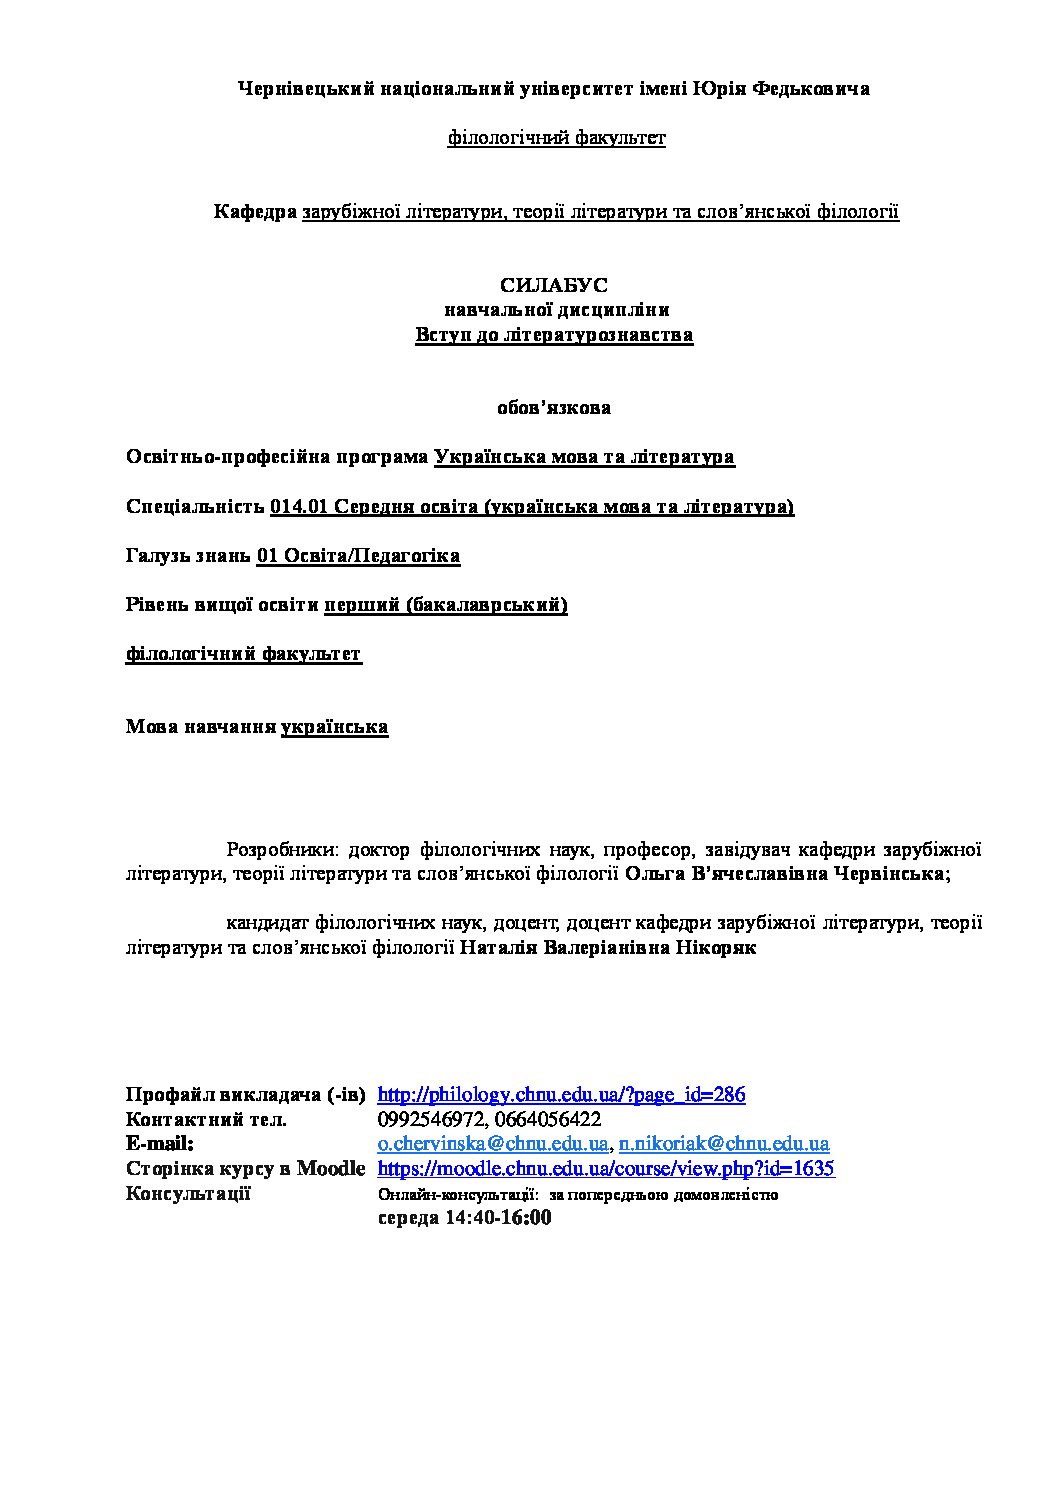 Чернівецький національний університет імені Юрія Федьковича
філологічний факультет
Кафедра зарубіжної літератури, теорії літератури та слов’янської філології
СИЛАБУС
навчальної дисципліни
Вступ до літературознавства
обов’язкова
Освітньо-професійна програма Українська мова та література
Спеціальність 014.01 Середня освіта (українська мова та література)
Галузь знань 01 Освіта/Педагогіка
Рівень вищої освіти перший (бакалаврський)
філологічний факультет
Мова навчання українська
Розробники: доктор філологічних наук, професор, завідувач кафедри зарубіжної
літератури, теорії літератури та слов’янської філології Ольга В’ячеславівна Червінська;
кандидат філологічних наук, доцент, доцент кафедри зарубіжної літератури, теорії
літератури та слов’янської філології Наталія Валеріанівна Нікоряк
Профайл викладача (-ів) http://philology.chnu.edu.ua/?page_id=286
Контактний тел. 0992546972, 0664056422
E-mail: o.chervinska@chnu.edu.ua, n.nikoriak@chnu.edu.ua
Сторінка курсу в Moodle https://moodle.chnu.edu.ua/course/view.php?id=1635
Консультації Онлайн-консультації: за попередньою домовленістю
середа 14:40-16:00